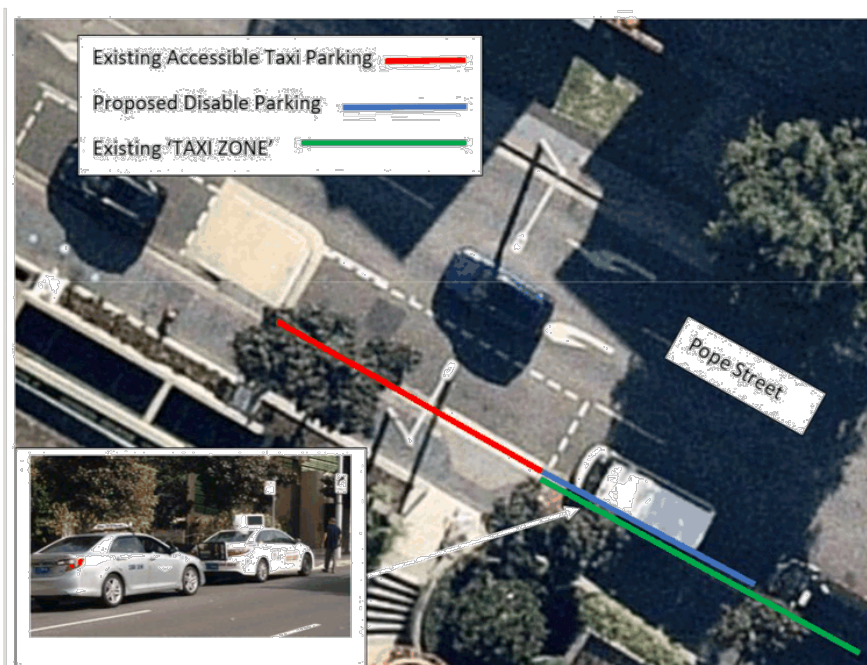 Existing Accessible Taxi Parking
Proposed Disable Parking
Existing ‘TAXI ZONE’
Pope Street